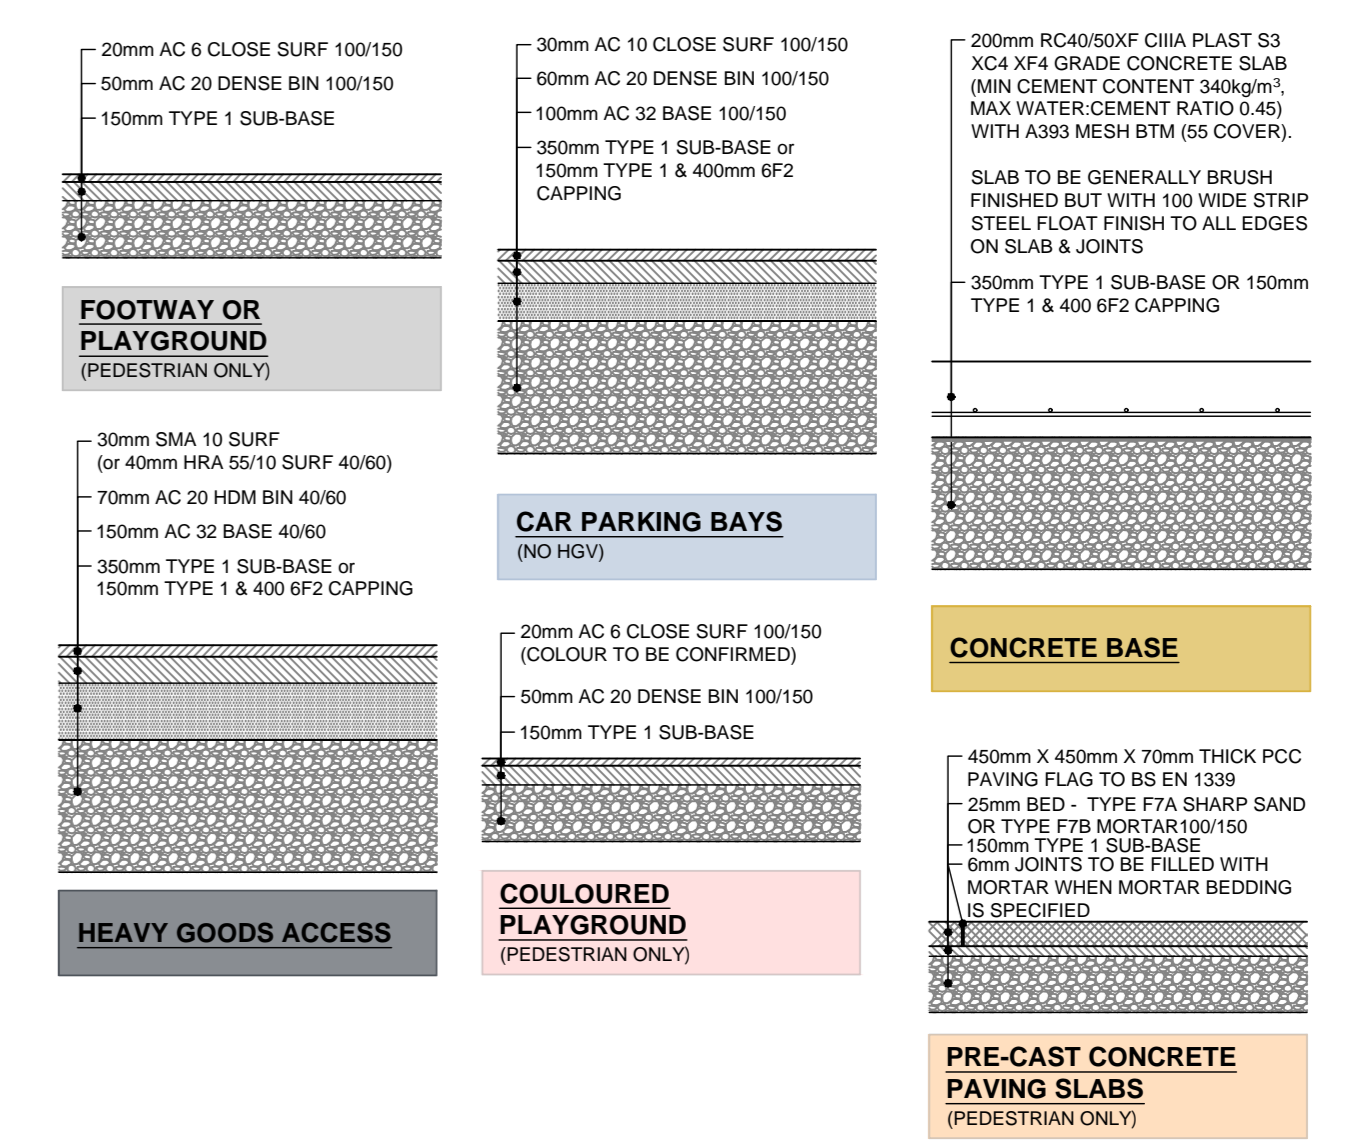 20mm AC 6 CLOSE SURF 100/150
50mm AC 20 DENSE BIN 100/150
150mm TYPE 1 SUB-BASE
FOOTWAY OR
PLAYGROUND
(PEDESTRIAN ONLY)
30mm SMA 10 SURF
(or 40mm HRA 55/10 SURF 40/60)
70mm AC 20 HDM BIN 40/60
150mm AC 32 BASE 40/60
350mm TYPE 1 SUB-BASE or
150mm TYPE 1 & 400 6F2 CAPPING
HEAVY GOODS ACCESS
30mm AC 10 CLOSE SURF 100/150
60mm AC 20 DENSE BIN 100/150
100mm AC 32 BASE 100/150
350mm TYPE 1 SUB-BASE or
150mm TYPE 1 & 400mm 6F2
CAPPING
CAR PARKING BAYS
(NO HGV)
20mm AC 6 CLOSE SURF 100/150
(COLOUR TO BE CONFIRMED)
50mm AC 20 DENSE BIN 100/150
150mm TYPE 1 SUB-BASE
COULOURED
PLAYGROUND
(PEDESTRIAN ONLY)
200mm RC40/50XF CIIIA PLAST S3
XC4 XF4 GRADE CONCRETE SLAB
(MIN CEMENT CONTENT 340kg/m³,
MAX WATER:CEMENT RATIO 0.45)
WITH A393 MESH BTM (55 COVER).
SLAB TO BE GENERALLY BRUSH
FINISHED BUT WITH 100 WIDE STRIP
STEEL FLOAT FINISH TO ALL EDGES
ON SLAB & JOINTS
350mm TYPE 1 SUB-BASE OR 150mm
TYPE 1 & 400 6F2 CAPPING
CONCRETE BASE
450mm X 450mm X 70mm THICK PCC
PAVING FLAG TO BS EN 1339
25mm BED - TYPE F7A SHARP SAND
OR TYPE F7B MORTAR100/150
150mm TYPE 1 SUB-BASE
6mm JOINTS TO BE FILLED WITH
MORTAR WHEN MORTAR BEDDING
IS SPECIFIED
PRE-CAST CONCRETE
PAVING SLABS
(PEDESTRIAN ONLY)